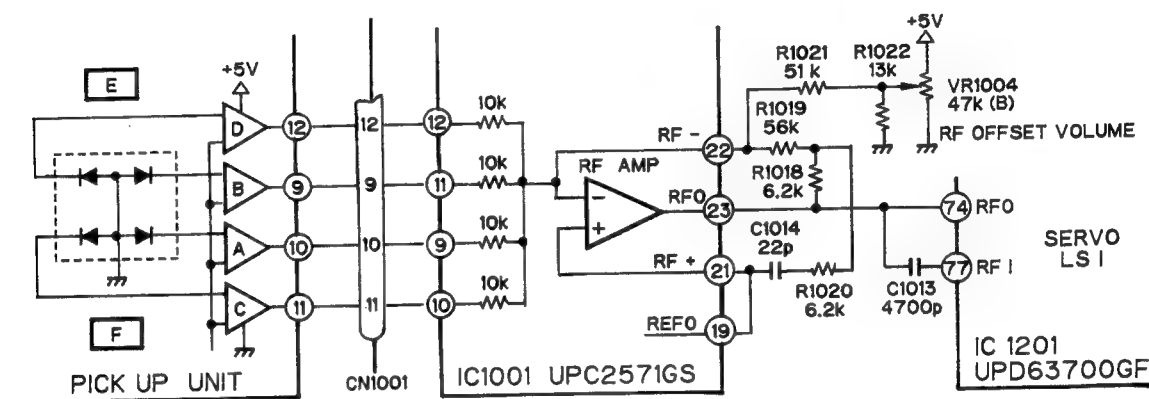 +5V
R1021
51k
R1022
13k
VR1004
47k (B)
RF OFFSET VOLUME
E
+5V
D
12
12
12
10k
B
9
9
11
10k
A
10
10
9
10k
C
11
11
10
10k
F
RF AMP
-
+
RF -
22
R1019
56k
R1018
6.2k
RFO
23
C1014
22p
R1020
6.2k
RF +
21
REFO
19
C1013
4700p
74
RFO
77
RFI
SERVO
LSI
IC 1201
UPD63700GF
PICK UP UNIT
CN1001
IC1001 UPC2571GS